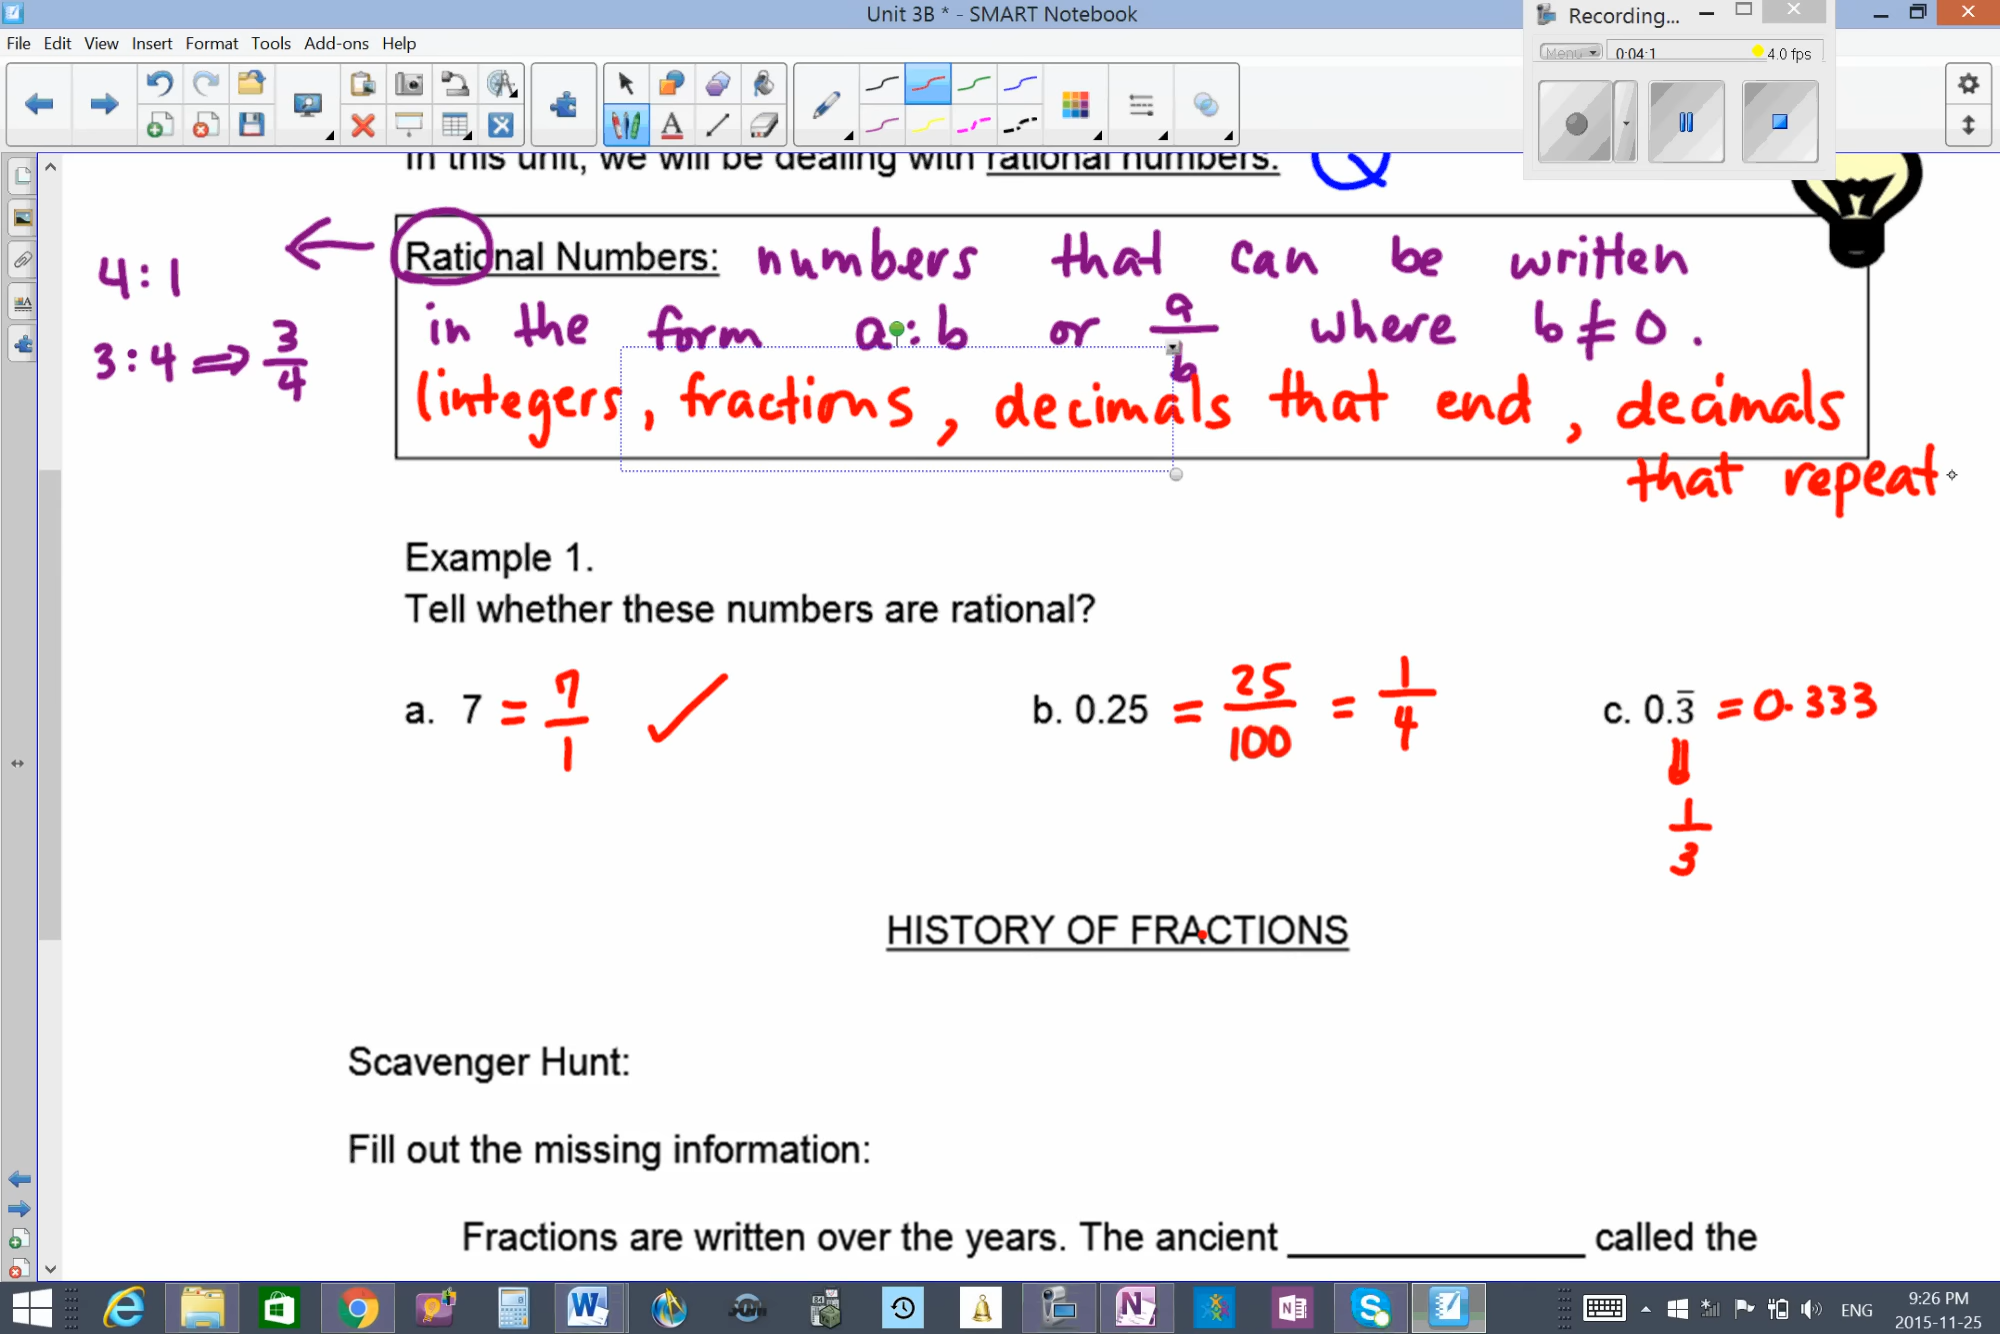 Unit 3B * - SMART Notebook
Recording...
File Edit View Insert Format Tools Add-ons Help
Menu 0:04:1 4.0 fps
In this unit, we will be dealing with rational numbers. Q
Rational Numbers: numbers that can be written
4:1
in the form a:b or a/b where b ≠ 0.
3:4 ⇒ 3/4
(integers, fractions, decimals that end, decimals
that repeat
Example 1.
Tell whether these numbers are rational?
a. 7 = 7/1 ✓ b. 0.25 = 25/100 = 1/4 c. 0.3̅ = 0.333
= 1/3
HISTORY OF FRACTIONS
Scavenger Hunt:
Fill out the missing information:
Fractions are written over the years. The ancient ______________ called the
ENG 9:26 PM
2015-11-25